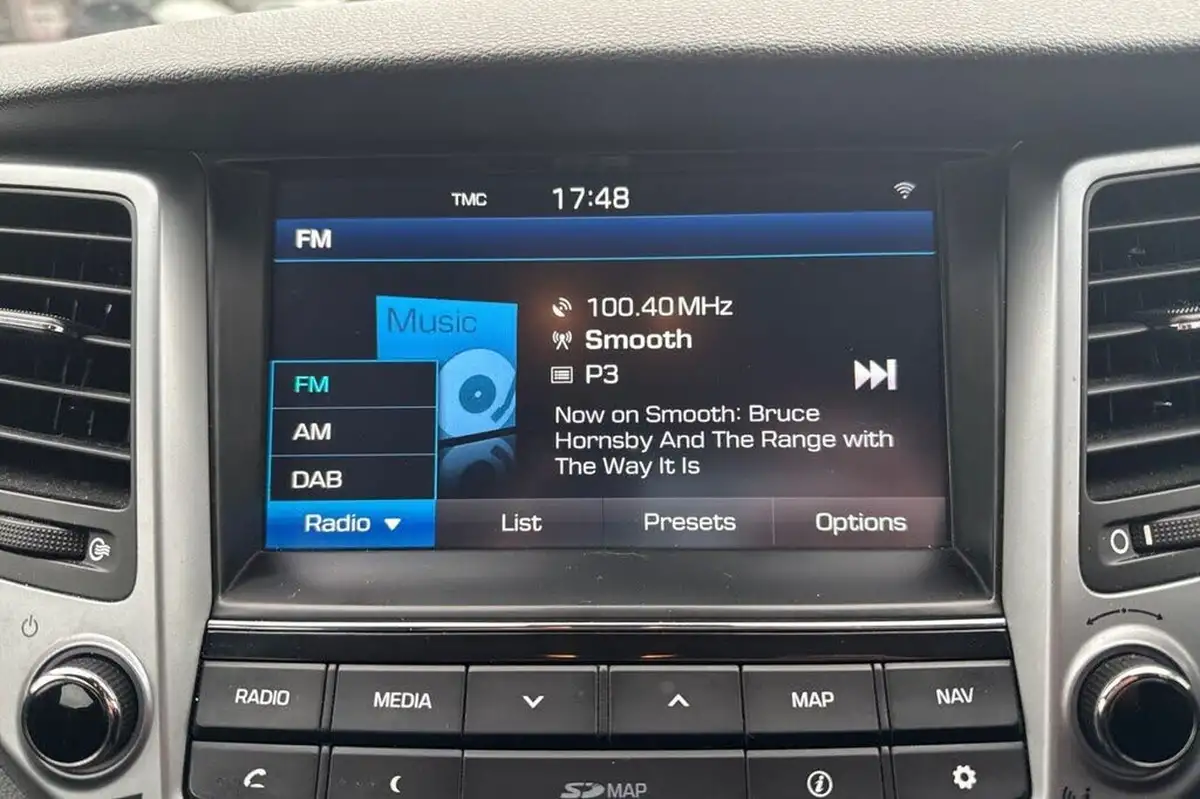 TMC 17:48
FM
Music
100.40MHz
Smooth
P3
Now on Smooth: Bruce
Hornsby And The Range with
The Way It Is
FM
AM
DAB
Radio List Presets Options
RADIO MEDIA MAP NAV
SD MAP